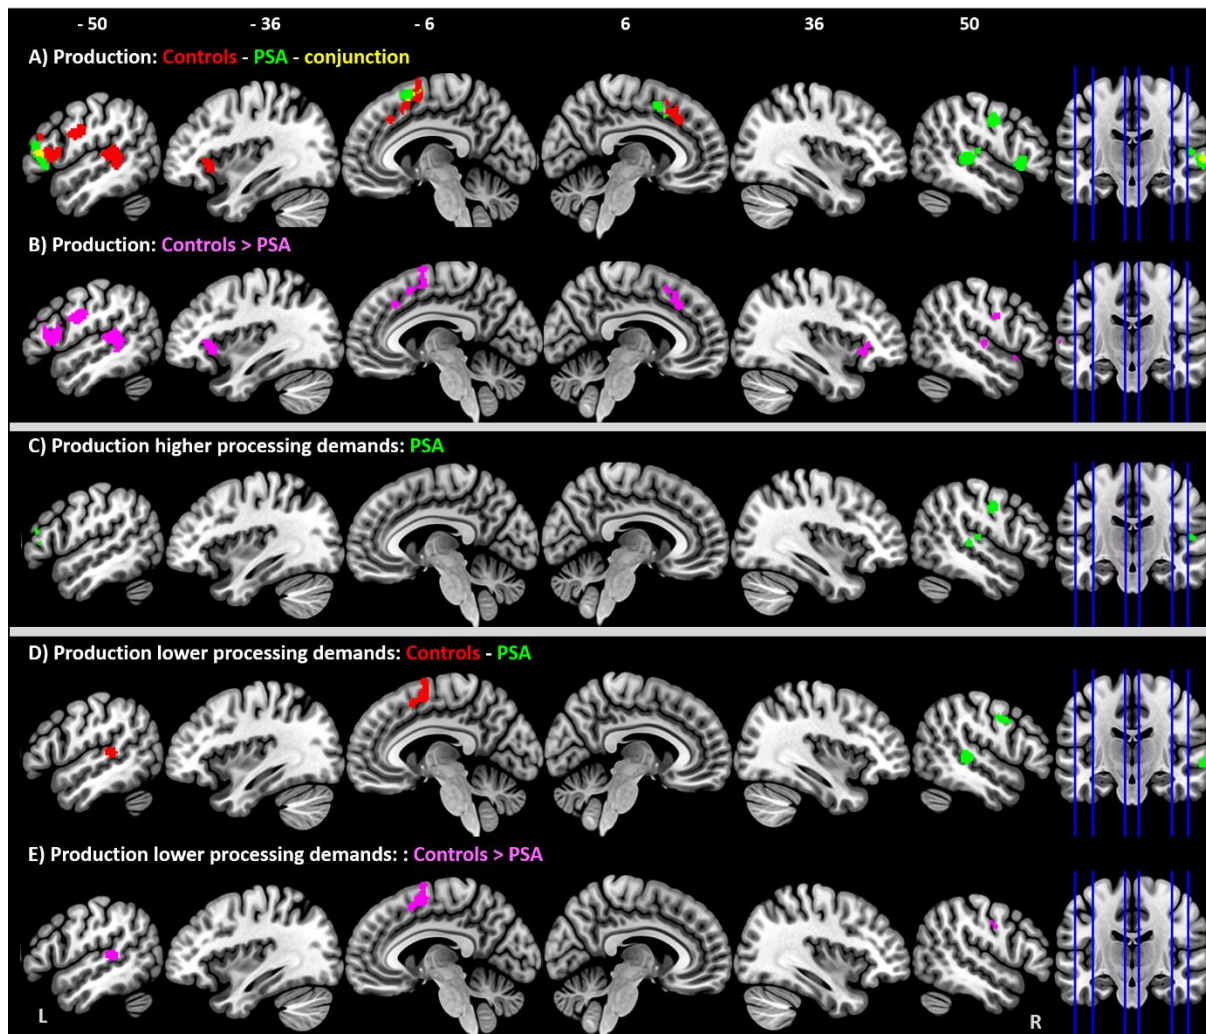 - 50 - 36 - 6 6 36 50
A) Production: Controls - PSA - conjunction
B) Production: Controls > PSA
C) Production higher processing demands: PSA
D) Production lower processing demands: Controls - PSA
E) Production lower processing demands: : Controls > PSA
L R